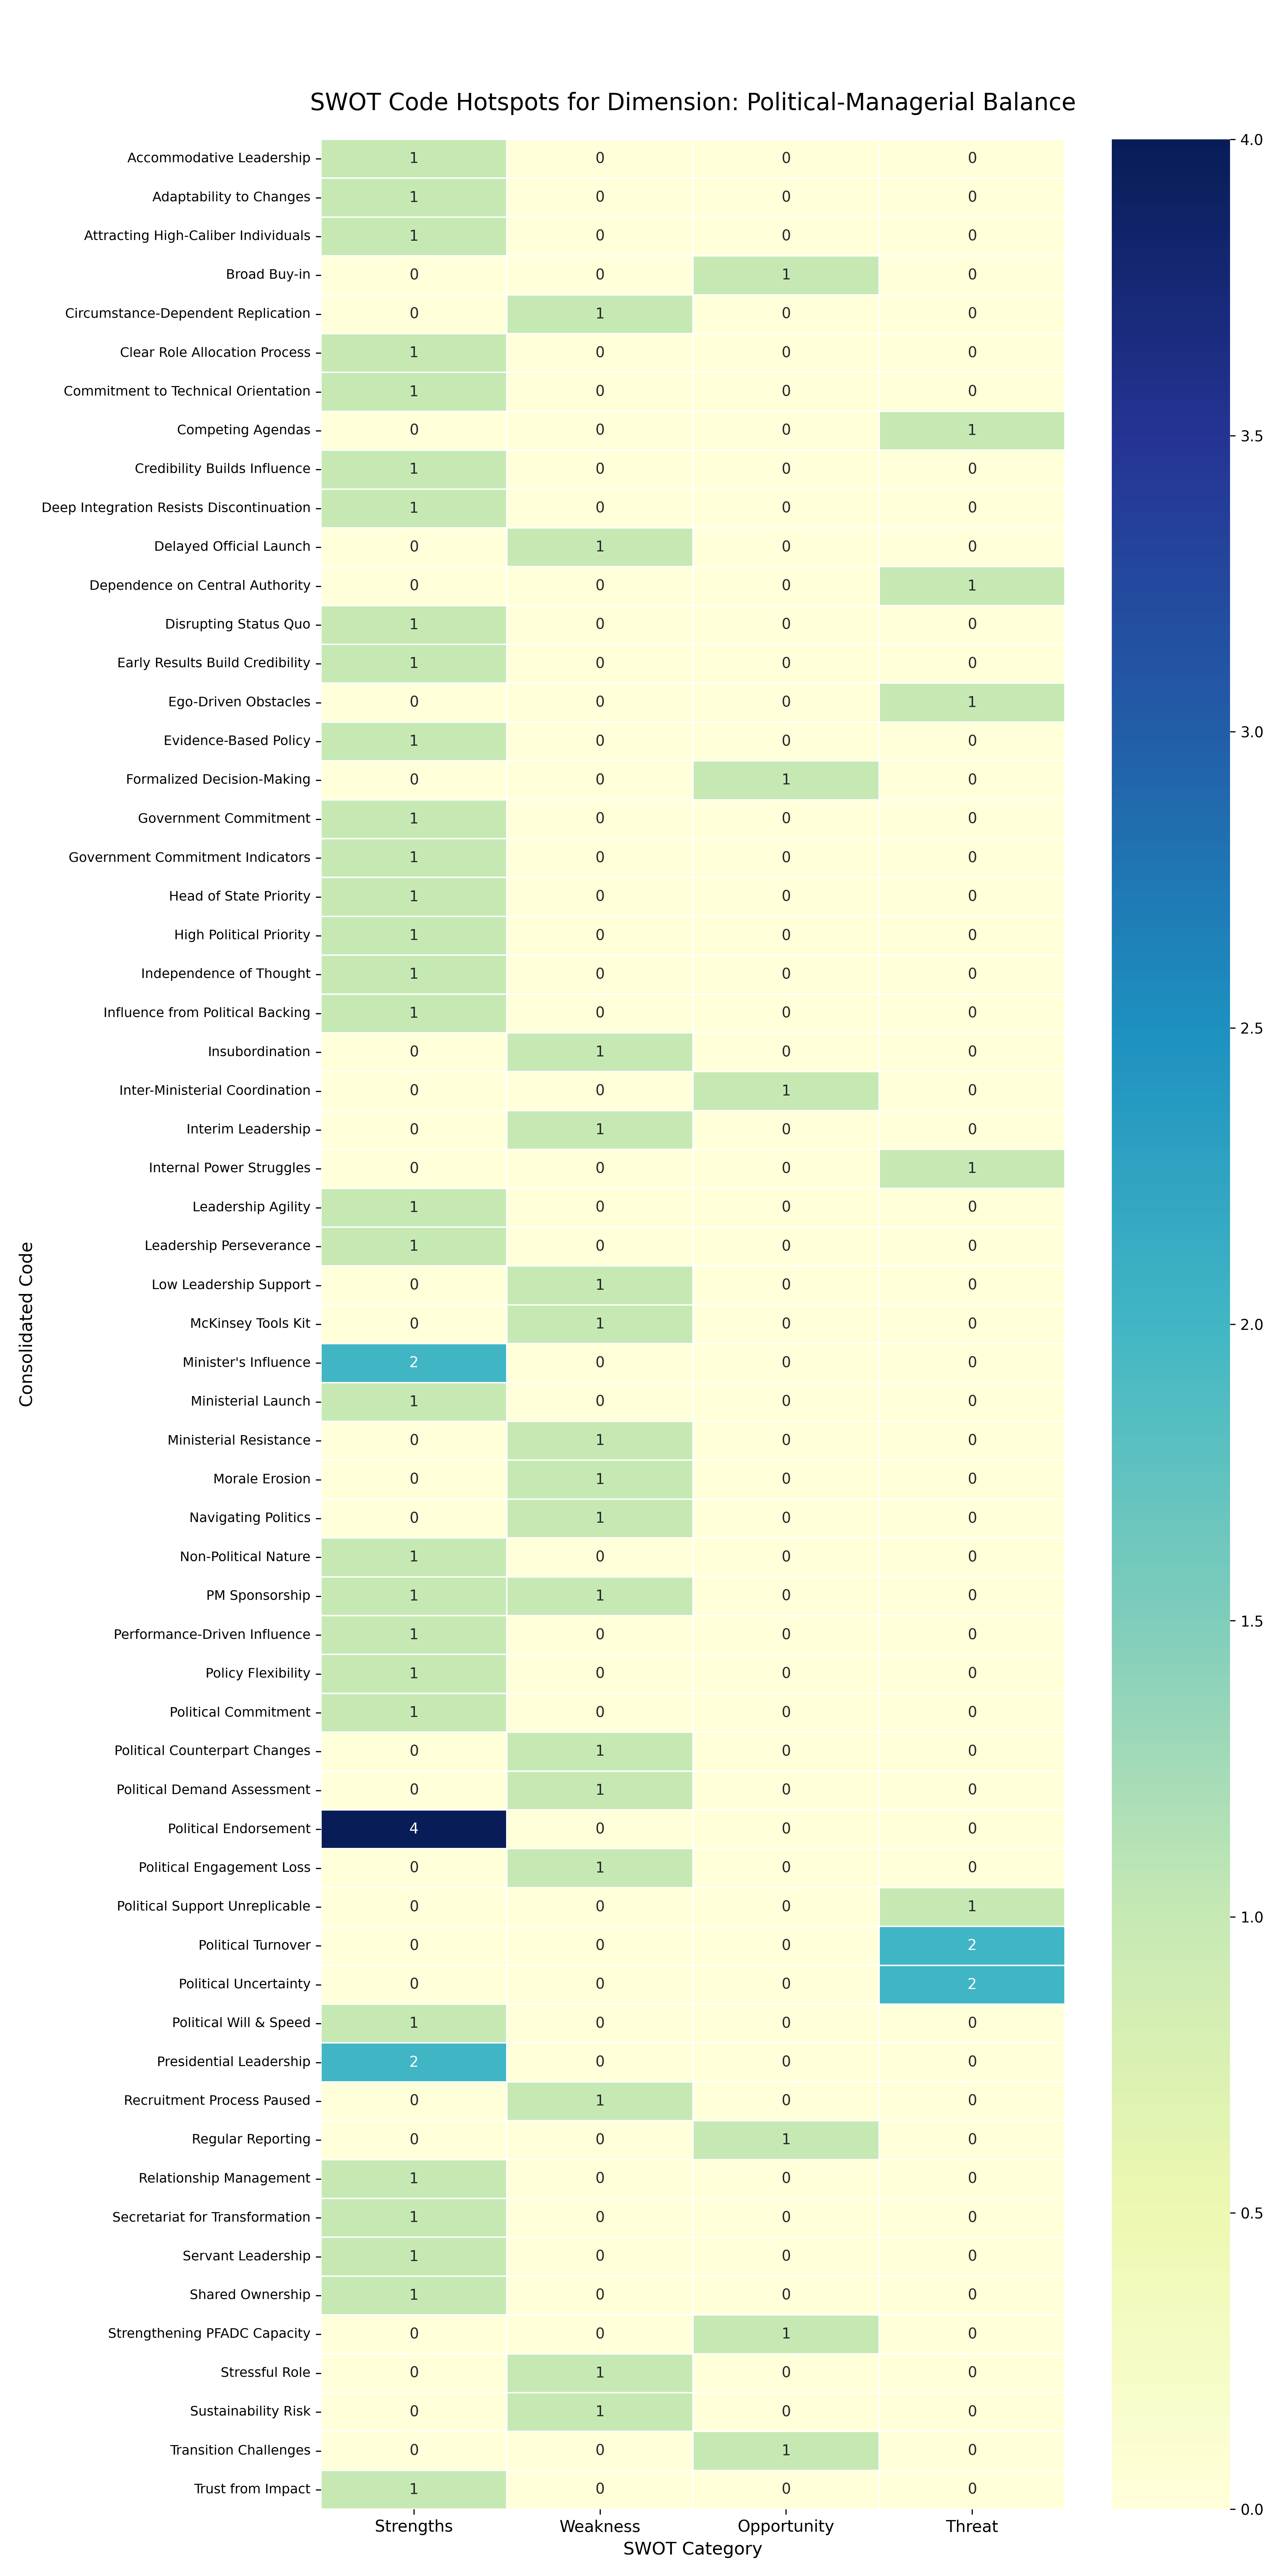 SWOT Code Hotspots for Dimension: Political-Managerial Balance
Accommodative Leadership 1 0 0 0
4.0
Adaptability to Changes 1 0 0 0
Attracting High-Caliber Individuals 1 0 0 0
Broad Buy-in 0 0 1 0
Circumstance-Dependent Replication 0 1 0 0
Clear Role Allocation Process 1 0 0 0
Commitment to Technical Orientation 1 0 0 0
Competing Agendas 0 0 0 1
3.5
Credibility Builds Influence 1 0 0 0
Deep Integration Resists Discontinuation 1 0 0 0
Delayed Official Launch 0 1 0 0
Dependence on Central Authority 0 0 0 1
Disrupting Status Quo 1 0 0 0
Early Results Build Credibility 1 0 0 0
Ego-Driven Obstacles 0 0 0 1
3.0
Evidence-Based Policy 1 0 0 0
Formalized Decision-Making 0 0 1 0
Government Commitment 1 0 0 0
Government Commitment Indicators 1 0 0 0
Head of State Priority 1 0 0 0
High Political Priority 1 0 0 0
Independence of Thought 1 0 0 0
Influence from Political Backing 1 0 0 0
2.5
Insubordination 0 1 0 0
Inter-Ministerial Coordination 0 0 1 0
Interim Leadership 0 1 0 0
Internal Power Struggles 0 0 0 1
Leadership Agility 1 0 0 0
Leadership Perseverance 1 0 0 0
Low Leadership Support 0 1 0 0
McKinsey Tools Kit 0 1 0 0
2.0
Consolidated Code
Minister's Influence 2 0 0 0
Ministerial Launch 1 0 0 0
Ministerial Resistance 0 1 0 0
Morale Erosion 0 1 0 0
Navigating Politics 0 1 0 0
Non-Political Nature 1 0 0 0
PM Sponsorship 1 1 0 0
1.5
Performance-Driven Influence 1 0 0 0
Policy Flexibility 1 0 0 0
Political Commitment 1 0 0 0
Political Counterpart Changes 0 1 0 0
Political Demand Assessment 0 1 0 0
Political Endorsement 4 0 0 0
Political Engagement Loss 0 1 0 0
Political Support Unreplicable 0 0 0 1
1.0
Political Turnover 0 0 0 2
Political Uncertainty 0 0 0 2
Political Will & Speed 1 0 0 0
Presidential Leadership 2 0 0 0
Recruitment Process Paused 0 1 0 0
Regular Reporting 0 0 1 0
Relationship Management 1 0 0 0
0.5
Secretariat for Transformation 1 0 0 0
Servant Leadership 1 0 0 0
Shared Ownership 1 0 0 0
Strengthening PFADC Capacity 0 0 1 0
Stressful Role 0 1 0 0
Sustainability Risk 0 1 0 0
Transition Challenges 0 0 1 0
Trust from Impact 1 0 0 0
0.0
Strengths Weakness Opportunity Threat
SWOT Category